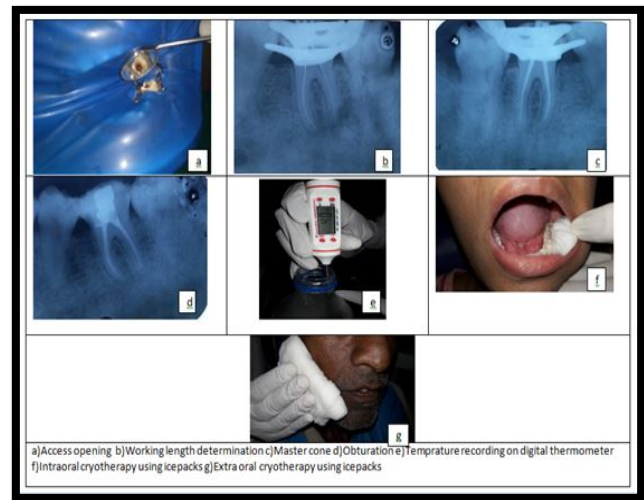 a
b
c
d
e
f
g
a)Access opening b)Working length determination c)Master cone d)Obturation e)Temprature recording on digital thermometer
f)Intraoral cryotherapy using icepacks g)Extra oral cryotherapy using icepacks